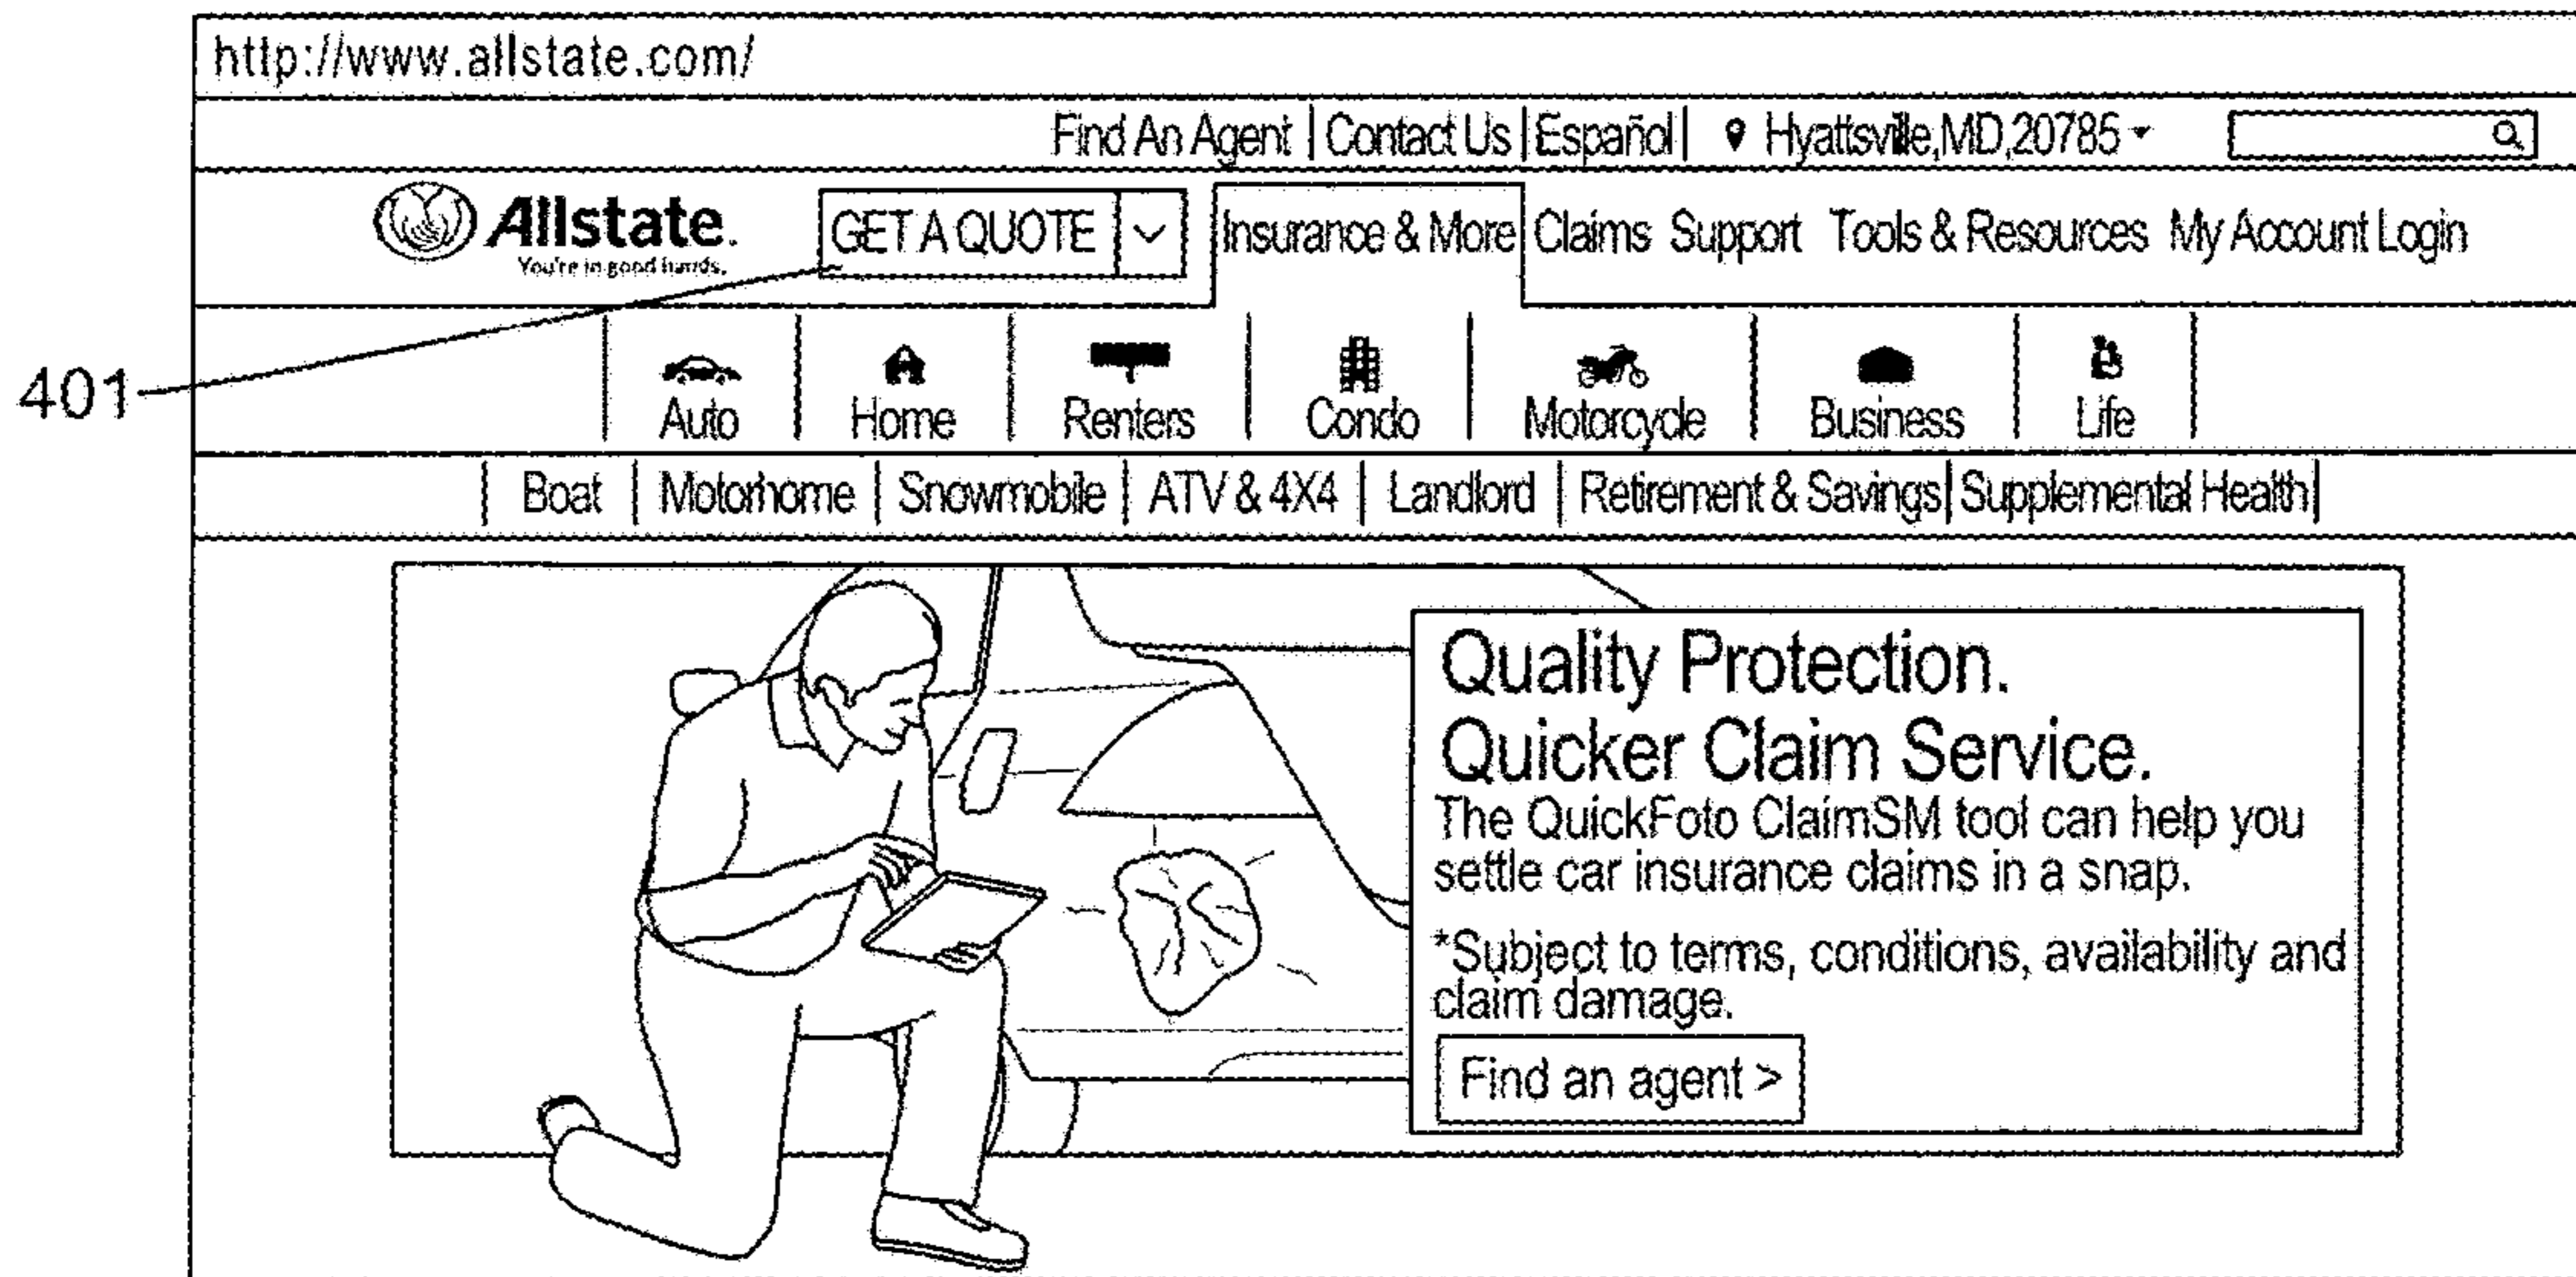 http://www.allstate.com/
Find An Agent | Contact Us | Español | Hyattsville,MD,20785
Allstate.
You're in good hands.
GET A QUOTE
Insurance & More Claims Support Tools & Resources My Account Login
401
Auto Home Renters Condo Motorcycle Business Life
Boat | Motorhome | Snowmobile | ATV & 4X4 | Landlord | Retirement & Savings | Supplemental Health
Quality Protection.
Quicker Claim Service.
The QuickFoto ClaimSM tool can help you
settle car insurance claims in a snap.
*Subject to terms, conditions, availability and
claim damage.
Find an agent >